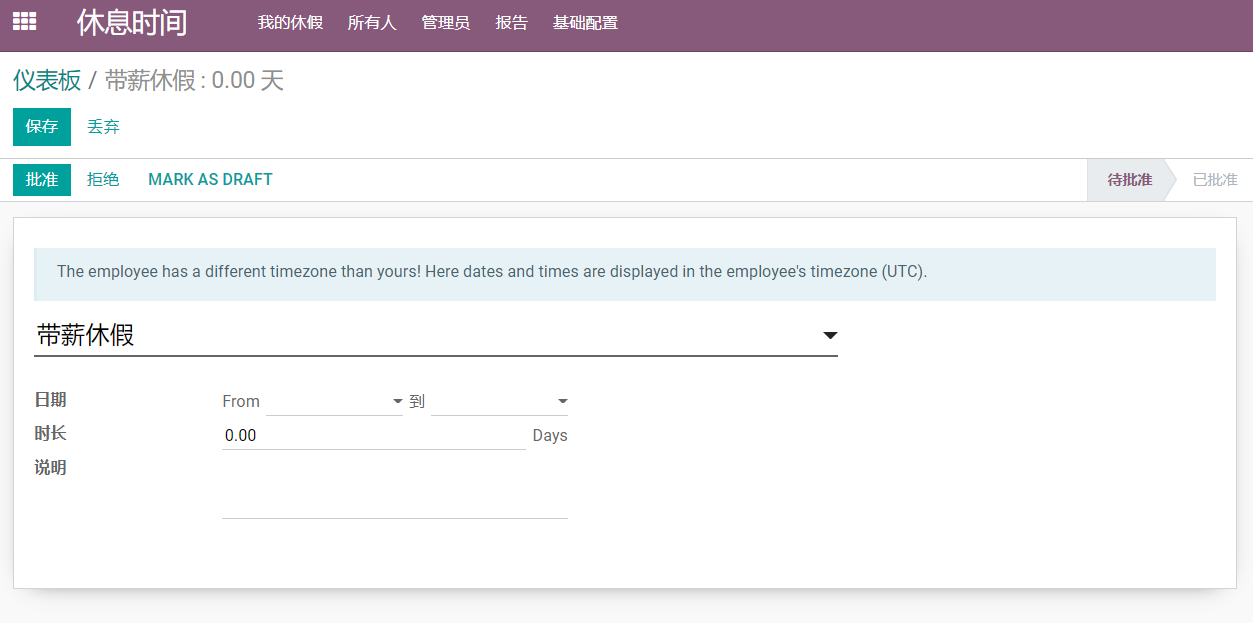 休息时间 我的休假 所有人 管理员 报告 基础配置
仪表板 / 带薪休假 : 0.00 天
保存 丢弃
批准 拒绝 MARK AS DRAFT 待批准 已批准
The employee has a different timezone than yours! Here dates and times are displayed in the employee's timezone (UTC).
带薪休假
日期 From 到
时长 0.00 Days
说明